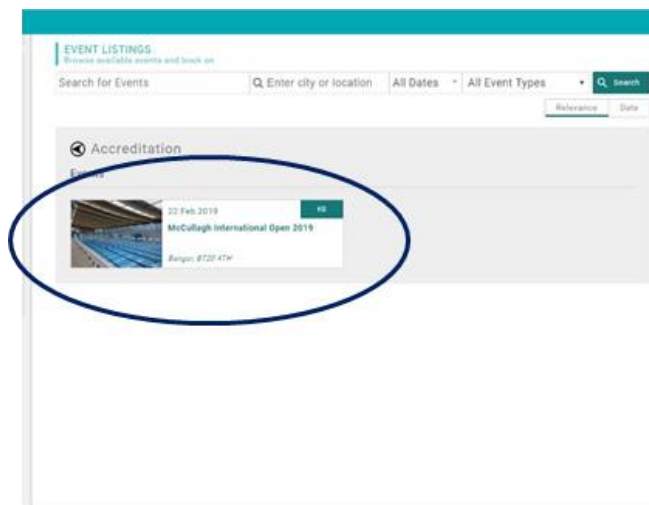 EVENT LISTINGS
Browse available events and book on
Search for Events
Enter city or location
All Dates
All Event Types
Search
Relevance
Date
Accreditation
Events
22 Feb 2019
McCullagh International Open 2019
Bangor, BT20 4TH